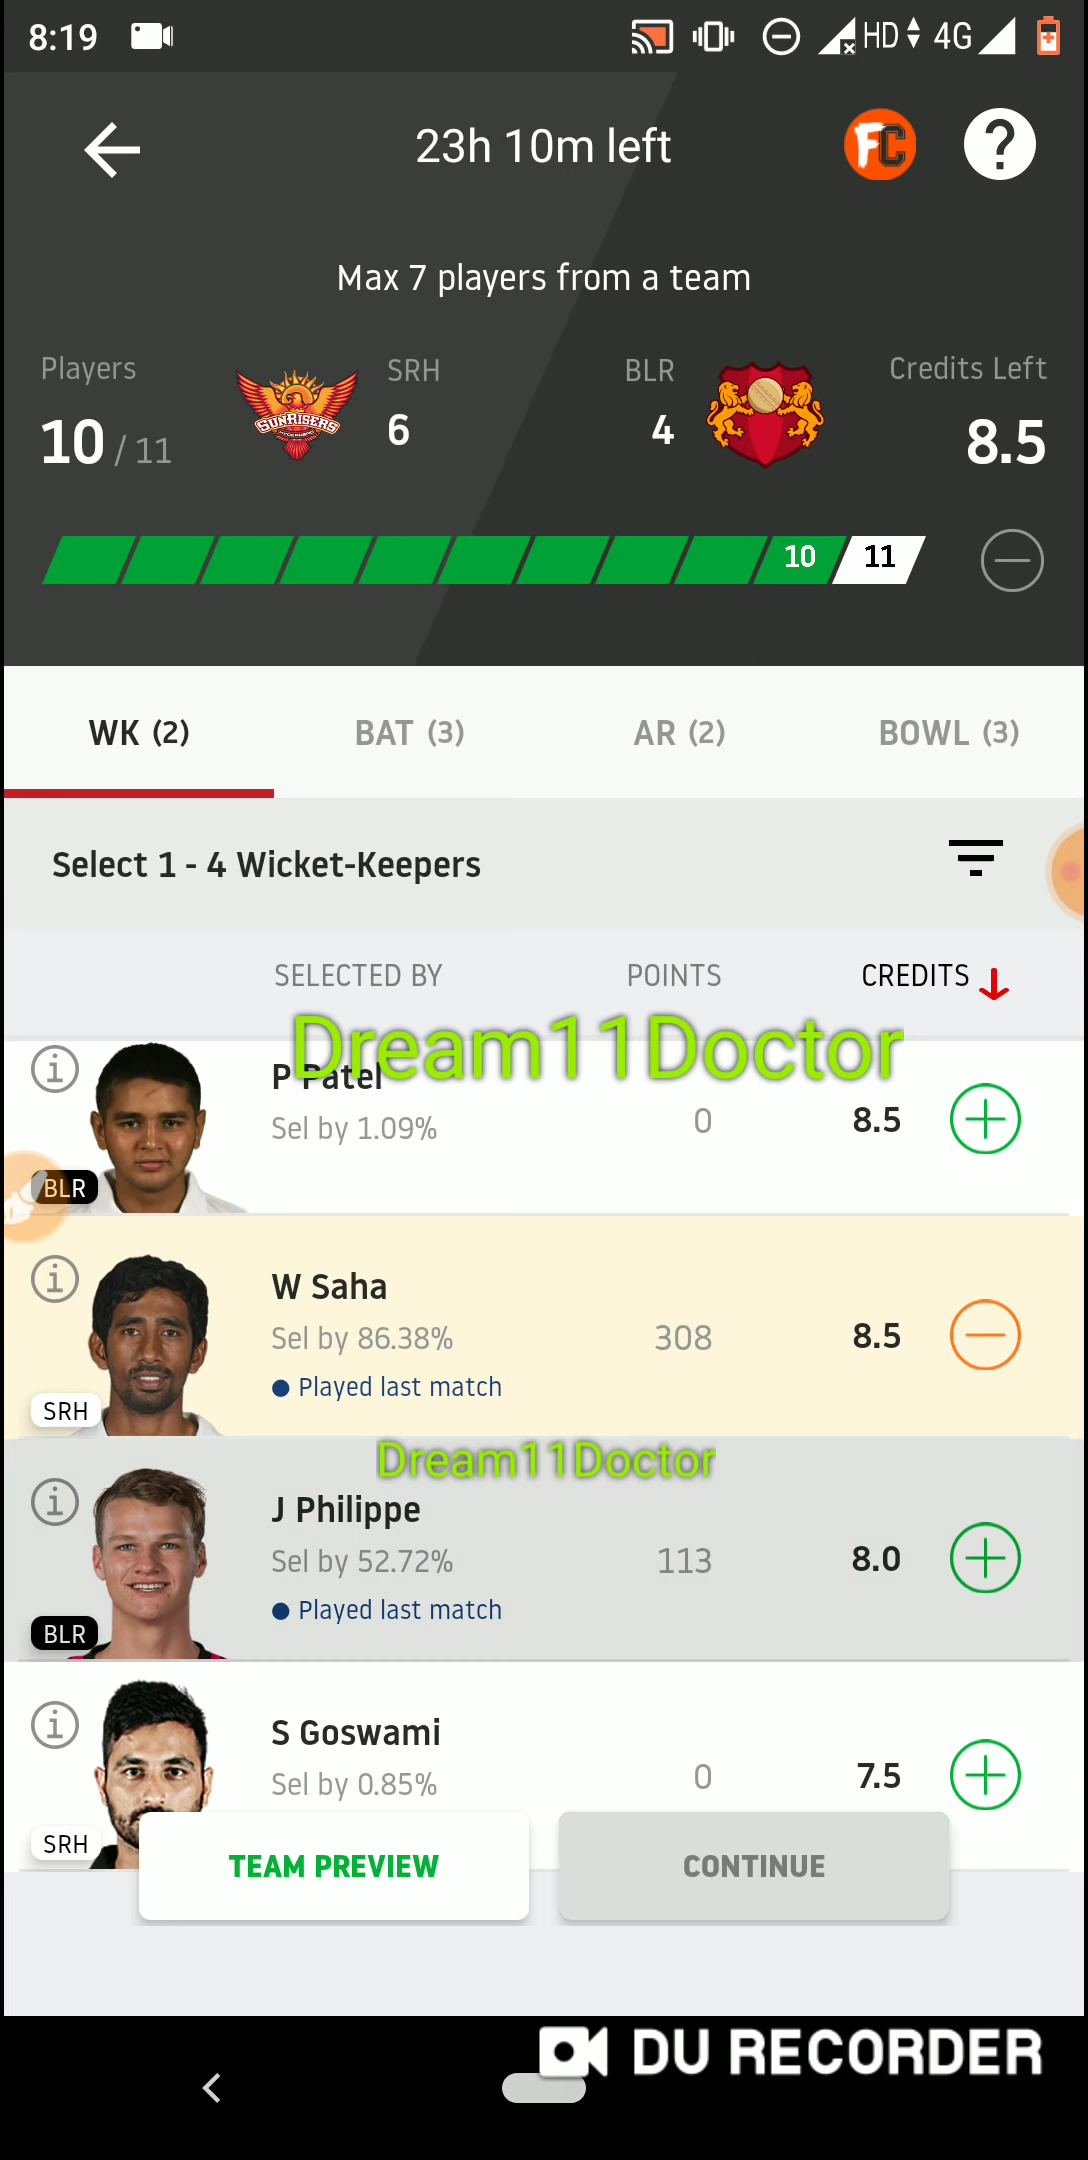 8:19 HD 4G
23h 10m left FC ?
Max 7 players from a team
Players SRH BLR Credits Left
10 / 11 SUNRISERS 6 4 8.5
10 11
WK (2) BAT (3) AR (2) BOWL (3)
Select 1 - 4 Wicket-Keepers
SELECTED BY POINTS CREDITS
Dream11Doctor
P Patel
Sel by 1.09% 0 8.5
BLR
W Saha
Sel by 86.38% 308 8.5
Played last match
SRH
Dream11Doctor
J Philippe
Sel by 52.72% 113 8.0
Played last match
BLR
S Goswami
Sel by 0.85% 0 7.5
SRH
TEAM PREVIEW CONTINUE
DU RECORDER